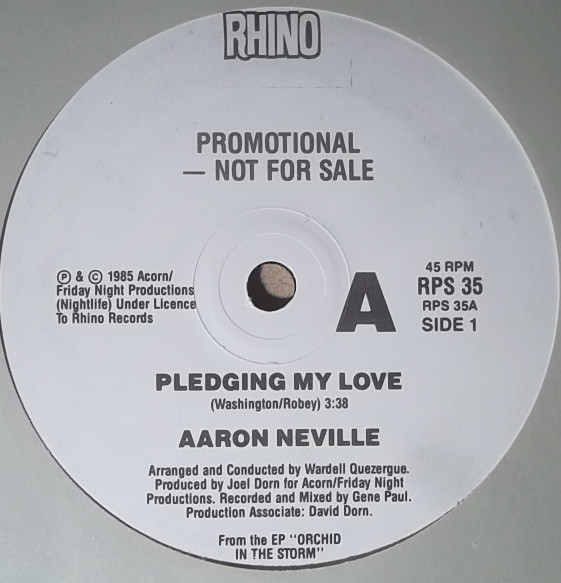 RHINO
PROMOTIONAL
— NOT FOR SALE
Ⓟ & © 1985 Acorn/
Friday Night Productions
(Nightlife) Under Licence
To Rhino Records
A
45 RPM
RPS 35
RPS 35A
SIDE 1
PLEDGING MY LOVE
(Washington/Robey) 3:38
AARON NEVILLE
Arranged and Conducted by Wardell Quezergue.
Produced by Joel Dorn for Acorn/Friday Night
Productions. Recorded and Mixed by Gene Paul.
Production Associate: David Dorn.
From the EP "ORCHID
IN THE STORM"